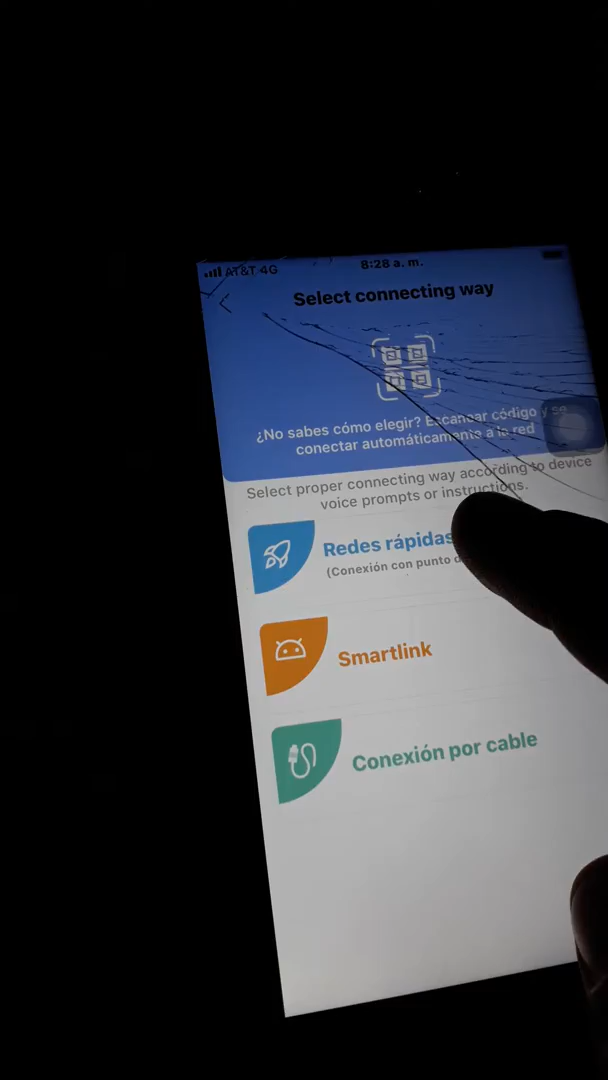 AT&T 4G
8:28 a. m.
Select connecting way
¿No sabes cómo elegir? Escanear código y se
conectar automáticamente a la red
Select proper connecting way according to device
voice prompts or instructions.
Redes rápidas
(Conexión con punto
Smartlink
Conexión por cable